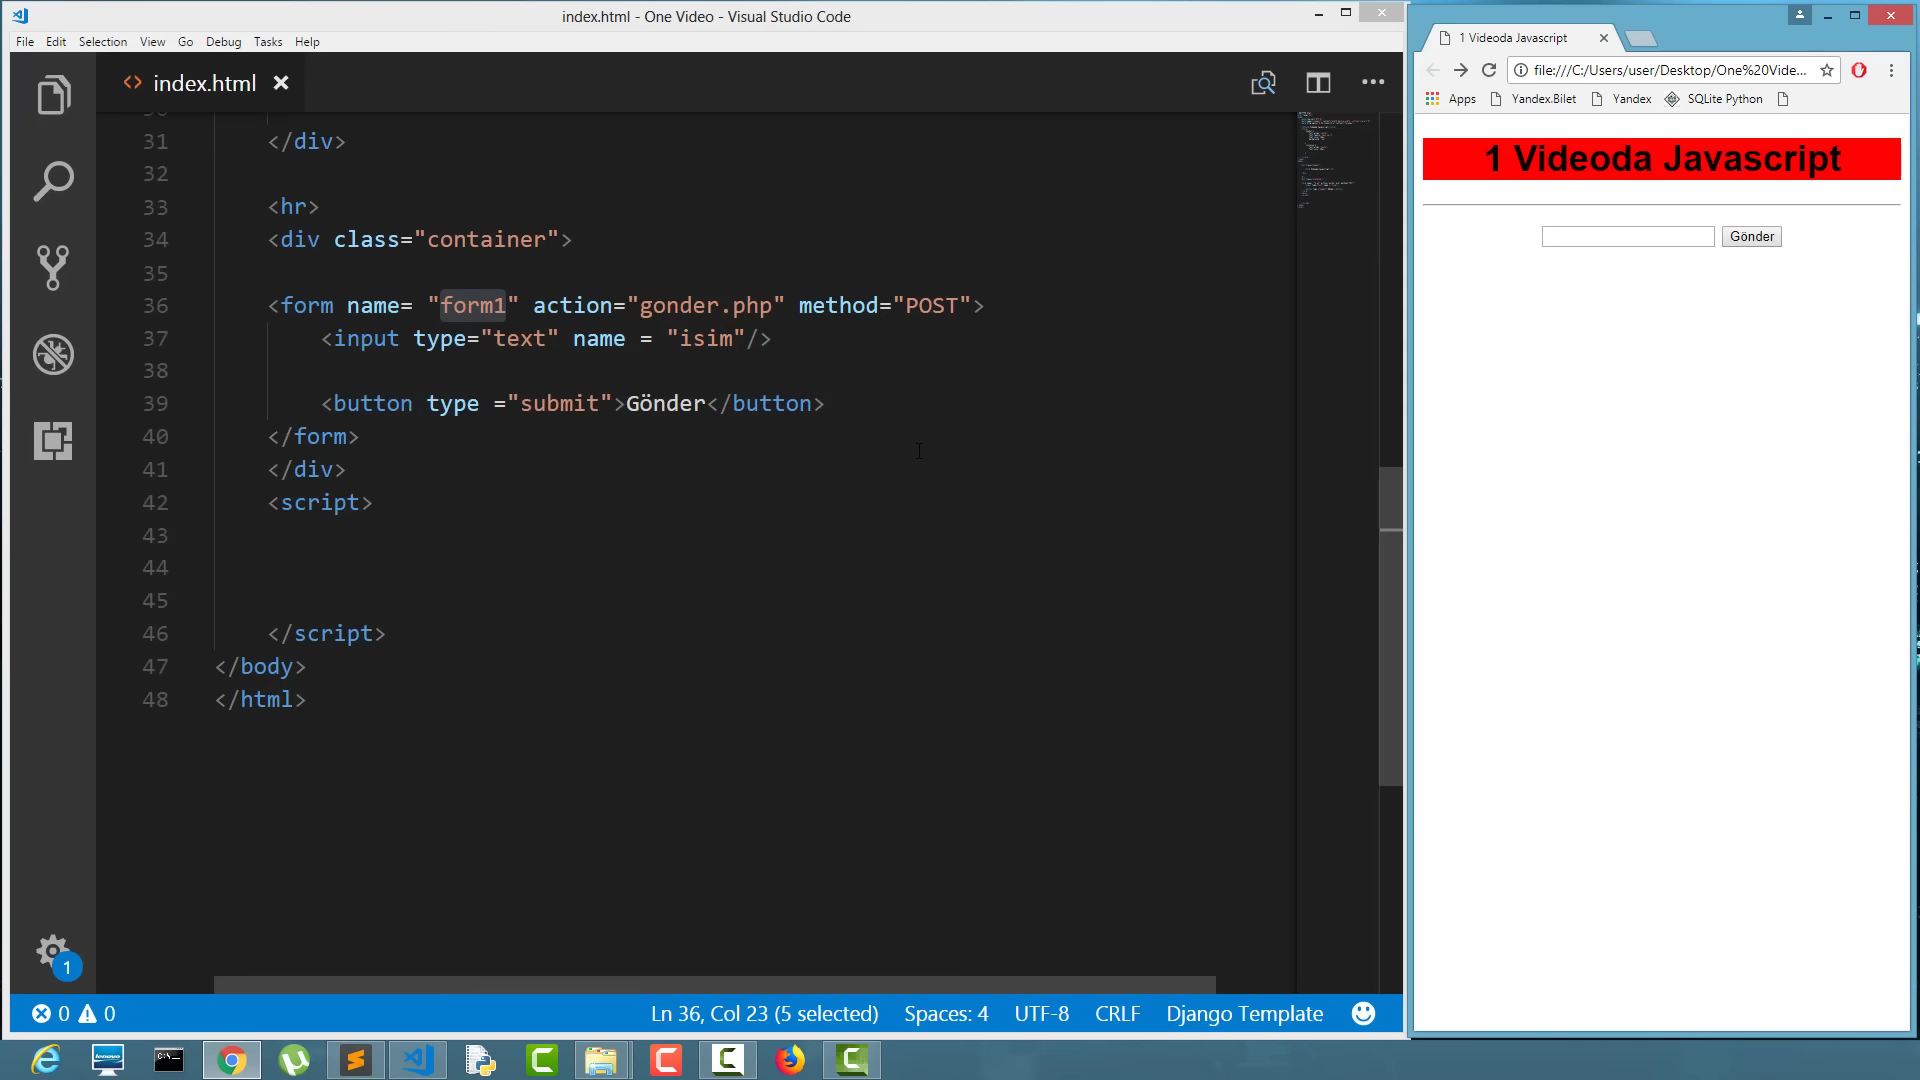 index.html - One Video - Visual Studio Code
File Edit Selection View Go Debug Tasks Help
<> index.html
31 </div>
32
33 <hr>
34 <div class="container">
35
36 <form name= "form1" action="gonder.php" method="POST">
37 <input type="text" name = "isim"/>
38
39 <button type ="submit">Gönder</button>
40 </form>
41 </div>
42 <script>
43
44
45
46 </script>
47 </body>
48 </html>
1
0 0 Ln 36, Col 23 (5 selected) Spaces: 4 UTF-8 CRLF Django Template
1 Videoda Javascript
file:///C:/Users/user/Desktop/One%20Vide...
Apps Yandex.Bilet Yandex SQLite Python
1 Videoda Javascript
Gönder
lenovo